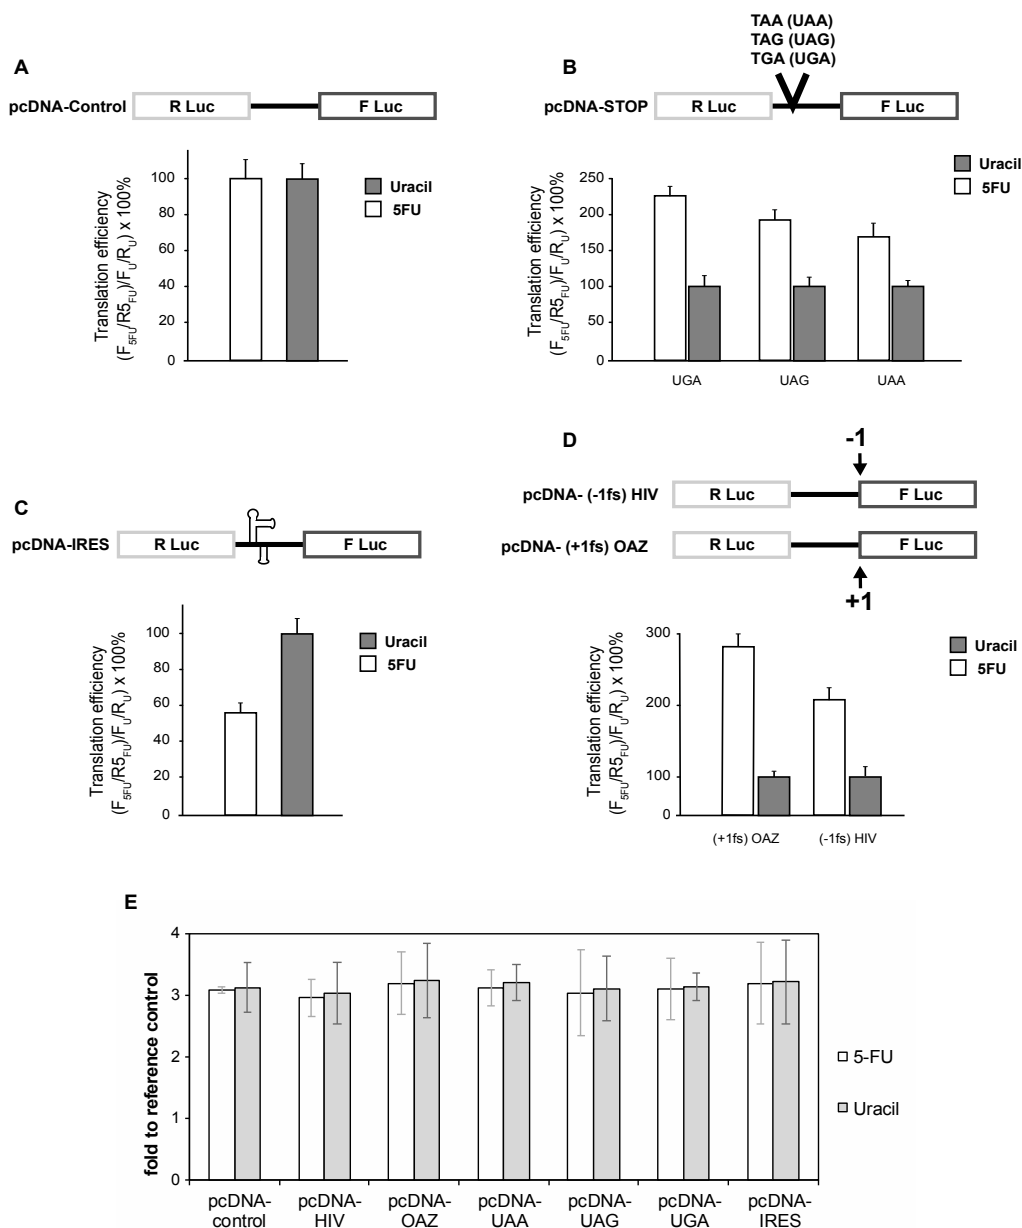 A
pcDNA-Control
R Luc
F Luc
Translation efficiency
(F5FU/R5FU)/FU/RU) x 100%
100
80
60
40
20
0
Uracil
5FU
B
TAA (UAA)
TAG (UAG)
TGA (UGA)
pcDNA-STOP
R Luc
F Luc
Translation efficiency
(F5FU/R5FU)/FU/RU) x 100%
250
200
150
100
50
0
UGA
UAG
UAA
Uracil
5FU
C
pcDNA-IRES
R Luc
F Luc
Translation efficiency
(F5FU/R5FU)/FU/RU) x 100%
100
80
60
40
20
0
Uracil
5FU
D
-1
pcDNA- (-1fs) HIV
R Luc
F Luc
pcDNA- (+1fs) OAZ
R Luc
F Luc
+1
Translation efficiency
(F5FU/R5FU)/FU/RU) x 100%
300
200
100
0
(+1fs) OAZ
(-1fs) HIV
Uracil
5FU
E
fold to reference control
4
3
2
1
0
pcDNA-
control
pcDNA-
HIV
pcDNA-
OAZ
pcDNA-
UAA
pcDNA-
UAG
pcDNA-
UGA
pcDNA-
IRES
5-FU
Uracil